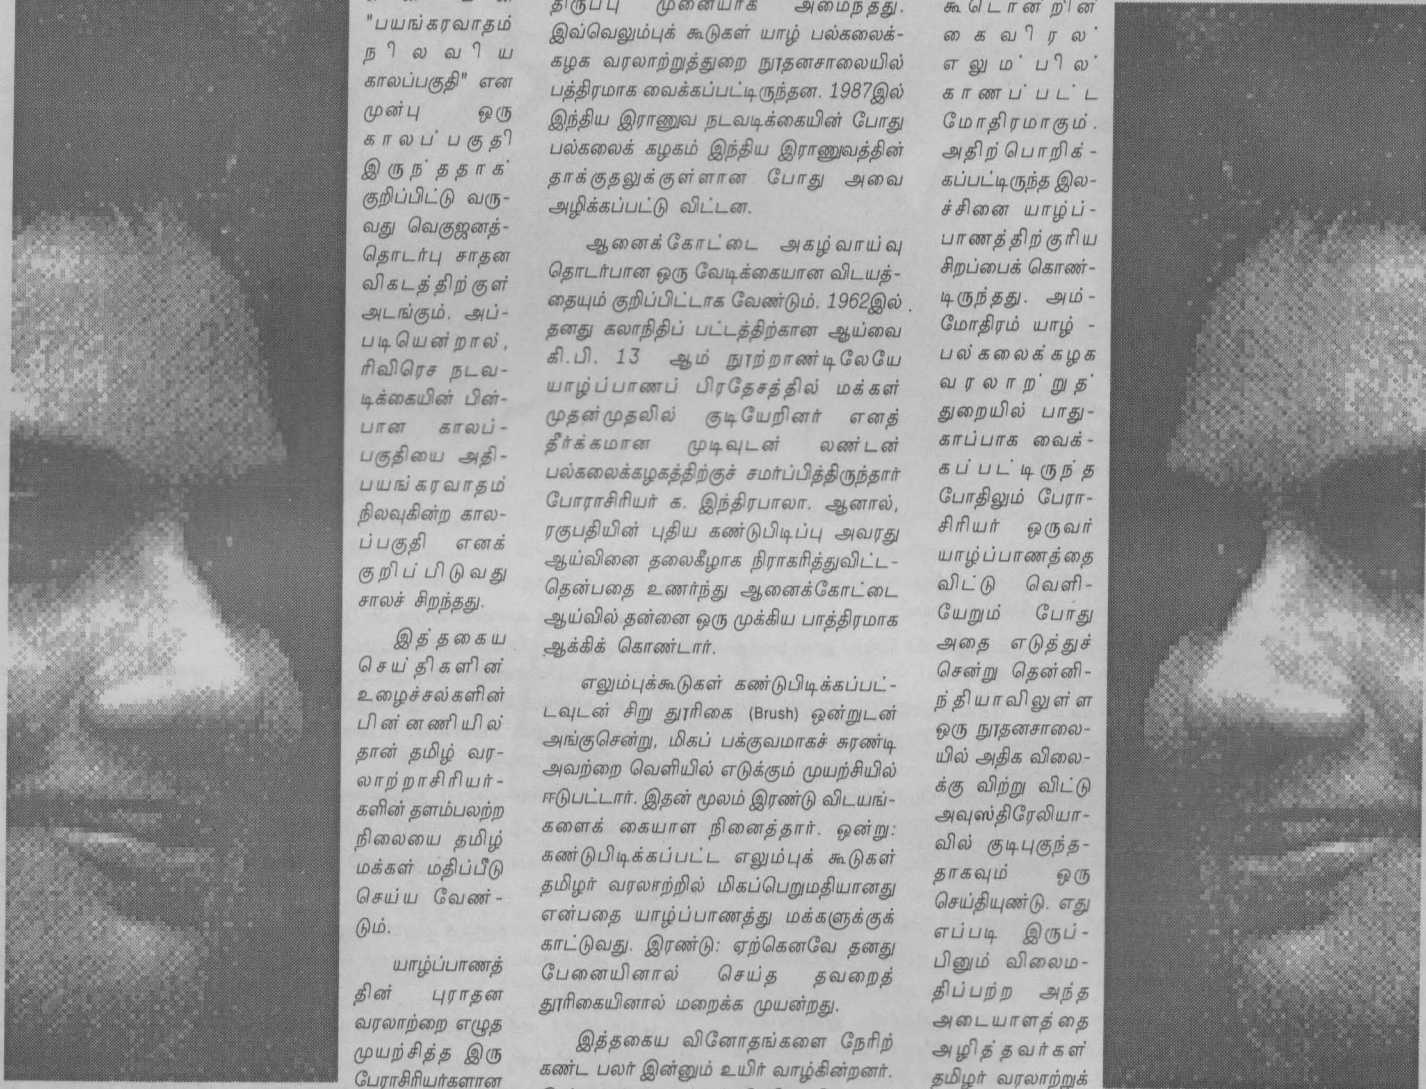 "பயங்கரவாதம்
நிலவிய
காலப்பகுதி" என
முன்பு ஒரு
காலப்பகுதி
இருந்ததாக
குறிப்பிட்டு வரு-
வது வெகுஜனத்-
தொடர்பு சாதன
விகடத்திற்குள்
அடங்கும். அப்-
படியென்றால்,
ரிவிரெச நடவ-
டிக்கையின் பின்-
பான காலப்-
பகுதியை அதி-
பயங்கரவாதம்
நிலவுகின்ற கால-
ப்பகுதி எனக்
குறிப்பிடுவது
சாலச் சிறந்தது.
இத்தகைய
செய்திகளின்
உழைச்சல்களின்
பின்னணியில்
தான் தமிழ் வர-
லாற்றாசிரியர்-
களின் தளம்பலற்ற
நிலையை தமிழ்
மக்கள் மதிப்பீடு
செய்ய வேண்-
டும்.
யாழ்ப்பாணத்
தின் புராதன
வரலாற்றை எழுத
முயற்சித்த இரு
பேராசிரியர்களான
திருப்பு முனையாக அமைந்தது.
இவ்வெலும்புக் கூடுகள் யாழ் பல்கலைக்-
கழக வரலாற்றுத்துறை நூதனசாலையில்
பத்திரமாக வைக்கப்பட்டிருந்தன. 1987இல்
இந்திய இராணுவ நடவடிக்கையின் போது
பல்கலைக் கழகம் இந்திய இராணுவத்தின்
தாக்குதலுக்குள்ளான போது அவை
அழிக்கப்பட்டு விட்டன.
ஆனைக்கோட்டை அகழ்வாய்வு
தொடர்பான ஒரு வேடிக்கையான விடயத்-
தையும் குறிப்பிட்டாக வேண்டும். 1962இல்
தனது கலாநிதிப் பட்டத்திற்கான ஆய்வை
கி.பி. 13 ஆம் நூற்றாண்டிலேயே
யாழ்ப்பாணப் பிரதேசத்தில் மக்கள்
முதன்முதலில் குடியேறினர் எனத்
தீர்க்கமான முடிவுடன் லண்டன்
பல்கலைக்கழகத்திற்குச் சமர்ப்பித்திருந்தார்
போராசிரியர் க. இந்திரபாலா. ஆனால்,
ரகுபதியின் புதிய கண்டுபிடிப்பு அவரது
ஆய்வினை தலைகீழாக நிராகரித்துவிட்ட-
தென்பதை உணர்ந்து ஆனைக்கோட்டை
ஆய்வில் தன்னை ஒரு முக்கிய பாத்திரமாக
ஆக்கிக் கொண்டார்.
எலும்புக்கூடுகள் கண்டுபிடிக்கப்பட்-
டவுடன் சிறு தூரிகை (Brush) ஒன்றுடன்
அங்குசென்று, மிகப் பக்குவமாகச் சுரண்டி
அவற்றை வெளியில் எடுக்கும் முயற்சியில்
ஈடுபட்டார். இதன் மூலம் இரண்டு விடயங்-
களைக் கையாள நினைத்தார். ஒன்று:
கண்டுபிடிக்கப்பட்ட எலும்புக் கூடுகள்
தமிழர் வரலாற்றில் மிகப்பெறுமதியானது
என்பதை யாழ்ப்பாணத்து மக்களுக்குக்
காட்டுவது. இரண்டு: ஏற்கெனவே தனது
பேனையினால் செய்த தவறைத்
தூரிகையினால் மறைக்க முயன்றது.
இத்தகைய வினோதங்களை நேரிற்
கண்ட பலர் இன்னும் உயிர் வாழ்கின்றனர்.
கூடொன்றின்
கைவிரல்
எலும்பில்
காணப்பட்ட
மோதிரமாகும்.
அதிற்பொறிக்-
கப்பட்டிருந்த இல-
ச்சினை யாழ்ப்-
பாணத்திற்குரிய
சிறப்பைக் கொண்-
டிருந்தது. அம்-
மோதிரம் யாழ் -
பல்கலைக்கழக
வரலாற்றுத்
துறையில் பாது-
காப்பாக வைக்-
கப்பட்டிருந்த
போதிலும் பேரா-
சிரியர் ஒருவர்
யாழ்ப்பாணத்தை
விட்டு வெளி-
யேறும் போது
அதை எடுத்துச்
சென்று தென்னி-
ந்தியாவிலுள்ள
ஒரு நூதனசாலை-
யில் அதிக விலை-
க்கு விற்று விட்டு
அவுஸ்திரேலியா-
வில் குடிபுகுந்த-
தாகவும் ஒரு
செய்தியுண்டு. எது
எப்படி இருப்-
பினும் விலைம-
திப்பற்ற அந்த
அடையாளத்தை
அழித்தவர்கள்
தமிழர் வரலாற்றுக்